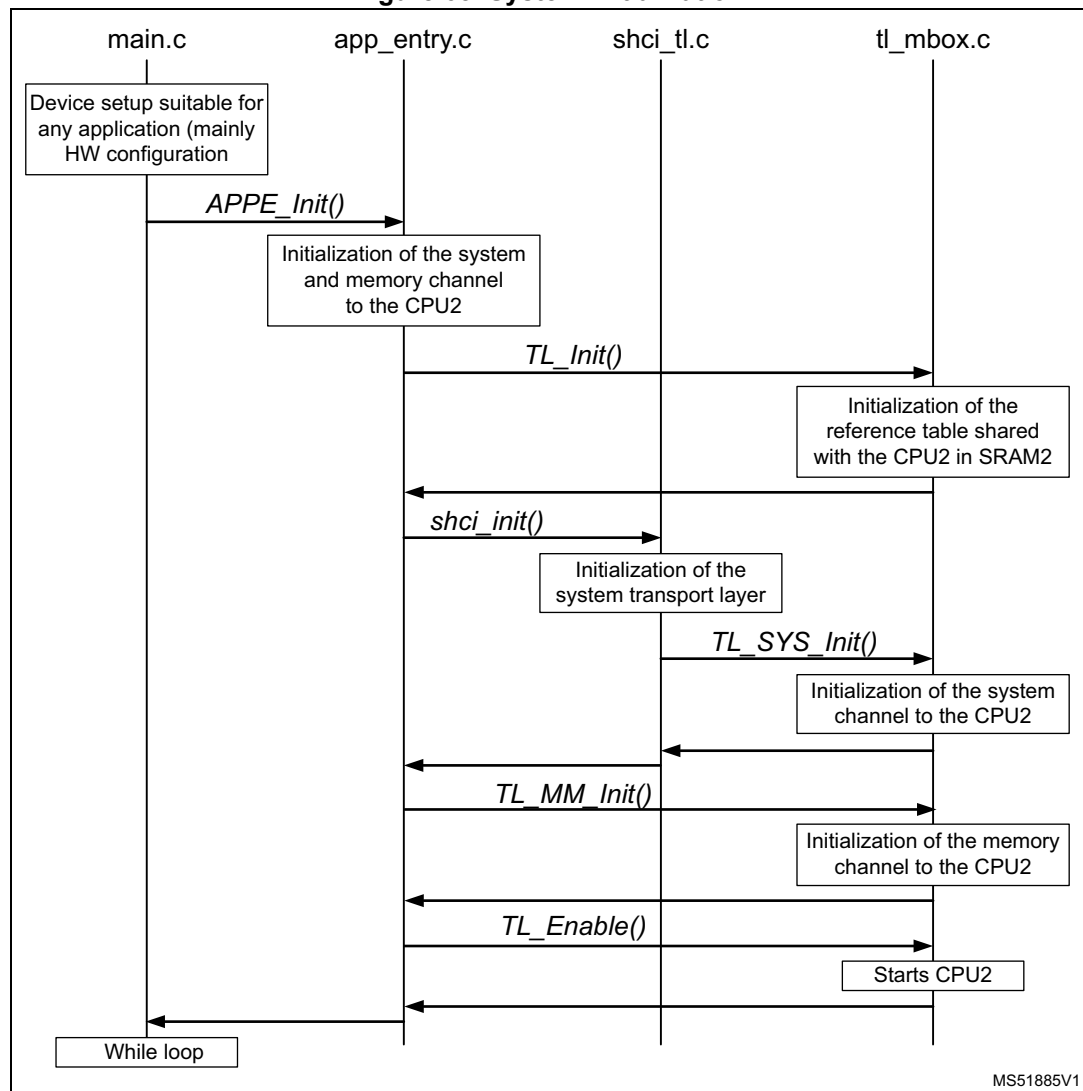 main.c app_entry.c shci_tl.c tl_mbox.c
Device setup suitable for
any application (mainly
HW configuration
APPE_Init()
Initialization of the system
and memory channel
to the CPU2
TL_Init()
Initialization of the
reference table shared
with the CPU2 in SRAM2
shci_init()
Initialization of the
system transport layer
TL_SYS_Init()
Initialization of the system
channel to the CPU2
TL_MM_Init()
Initialization of the memory
channel to the CPU2
TL_Enable()
Starts CPU2
While loop
MS51885V1